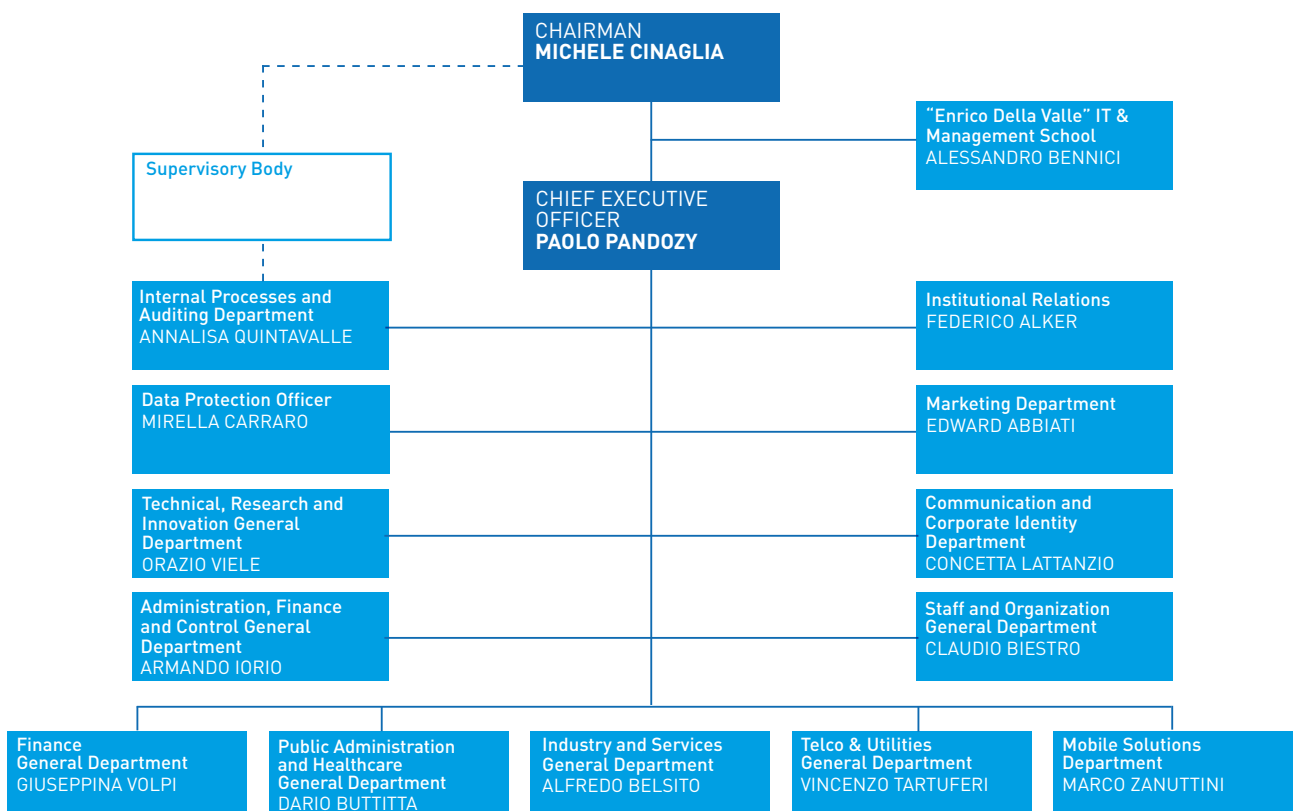 CHAIRMAN
MICHELE CINAGLIA
“Enrico Della Valle” IT &
Management School
ALESSANDRO BENNICI
Supervisory Body
CHIEF EXECUTIVE
OFFICER
PAOLO PANDOZY
Internal Processes and
Auditing Department
ANNALISA QUINTAVALLE
Institutional Relations
FEDERICO ALKER
Data Protection Officer
MIRELLA CARRARO
Marketing Department
EDWARD ABBIATI
Technical, Research and
Innovation General
Department
ORAZIO VIELE
Communication and
Corporate Identity
Department
CONCETTA LATTANZIO
Administration, Finance
and Control General
Department
ARMANDO IORIO
Staff and Organization
General Department
CLAUDIO BIESTRO
Finance
General Department
GIUSEPPINA VOLPI
Public Administration
and Healthcare
General Department
DARIO BUTTITTA
Industry and Services
General Department
ALFREDO BELSITO
Telco & Utilities
General Department
VINCENZO TARTUFERI
Mobile Solutions
Department
MARCO ZANUTTINI